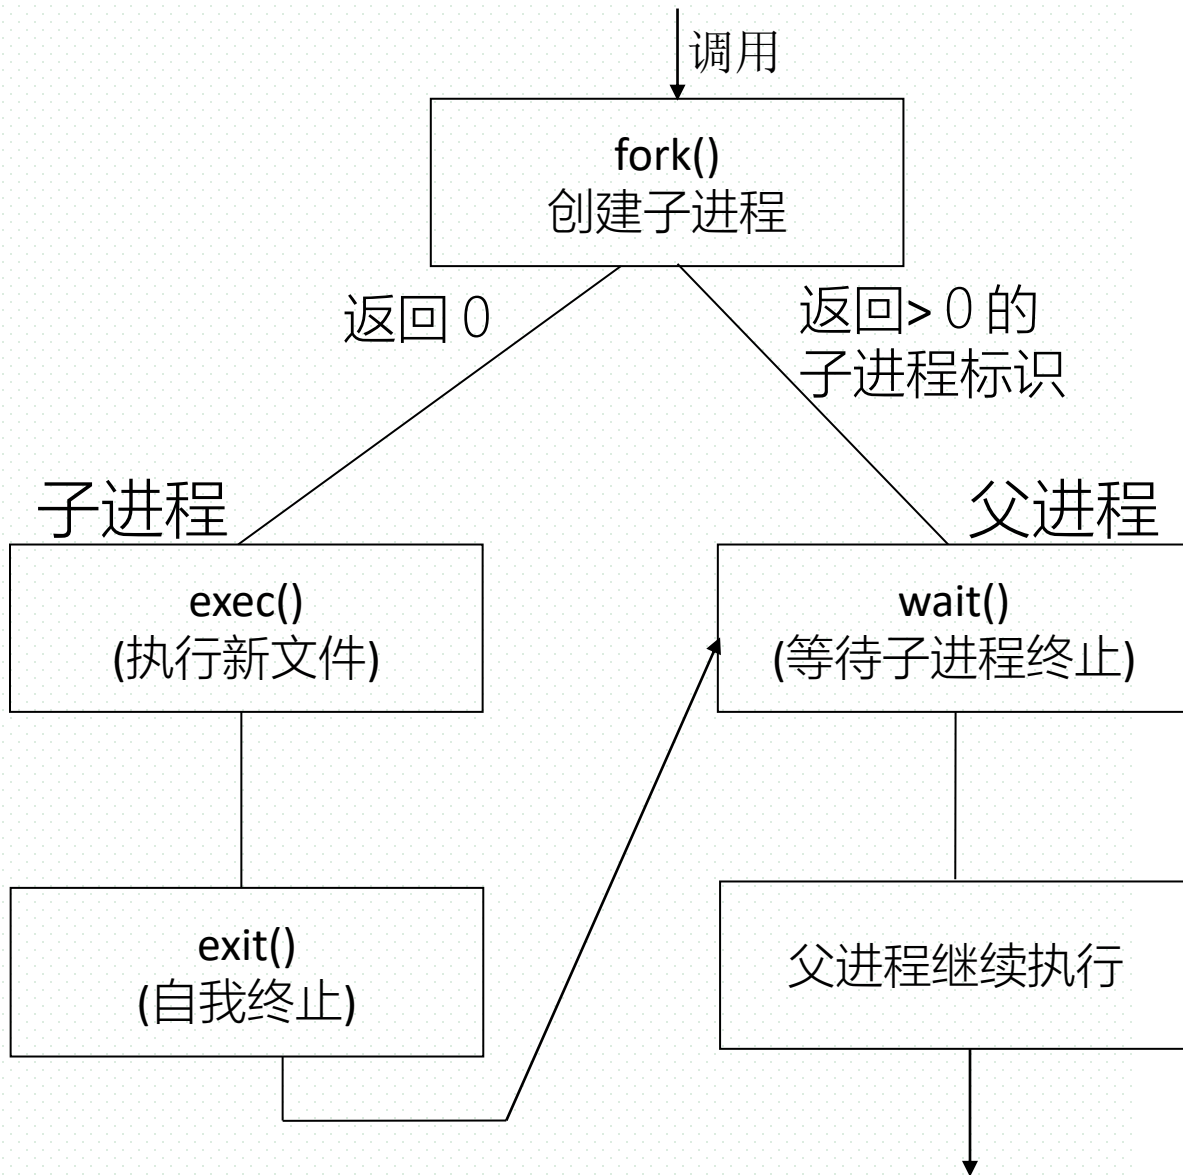 调用
fork()
创建子进程
返回 0
返回> 0 的
子进程标识
子进程
父进程
exec()
(执行新文件)
wait()
(等待子进程终止)
exit()
(自我终止)
父进程继续执行